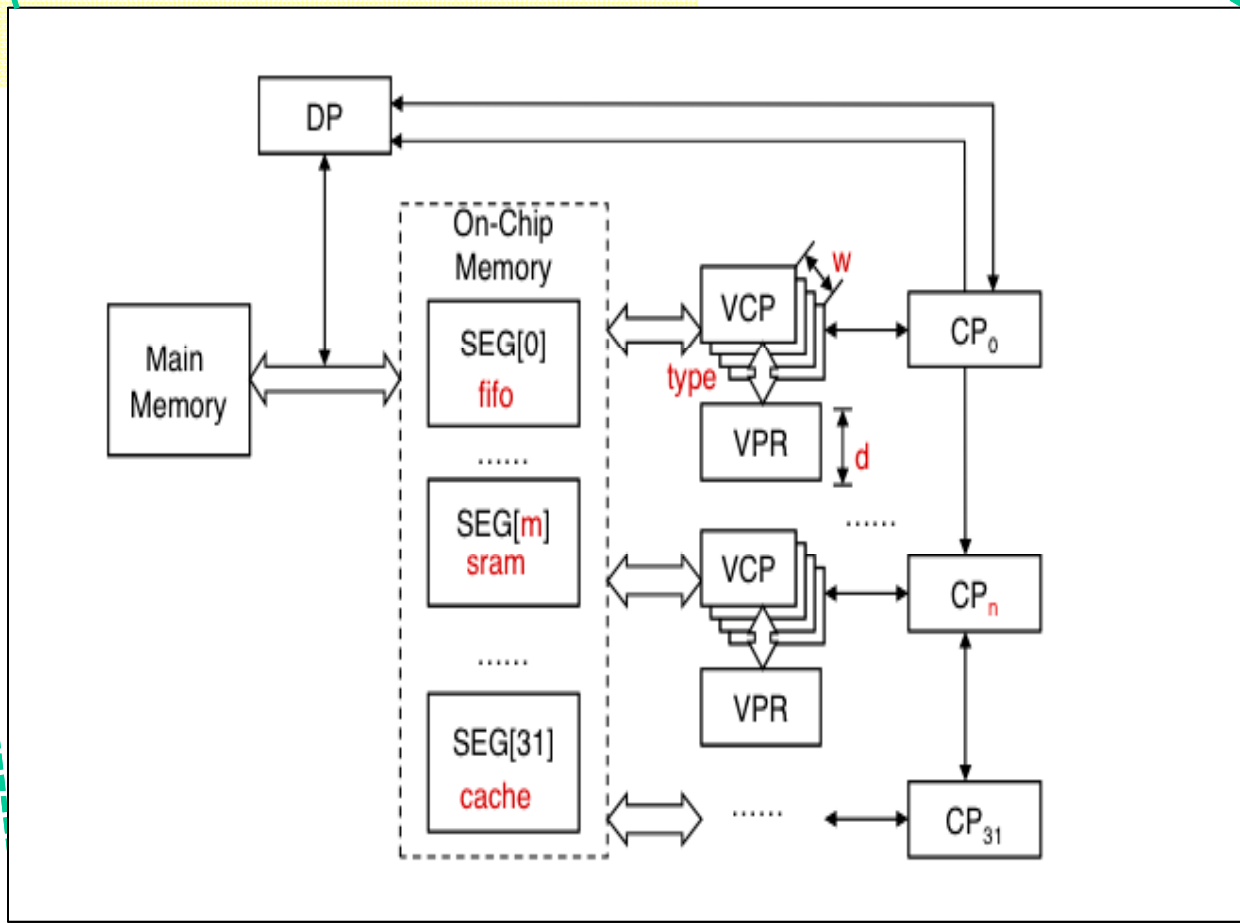 DP
On-Chip
Memory
Main
Memory
SEG[0]
fifo
......
SEG[m]
sram
......
SEG[31]
cache
VCP
w
type
VPR
d
......
VCP
VPR
......
CP0
CPn
CP31